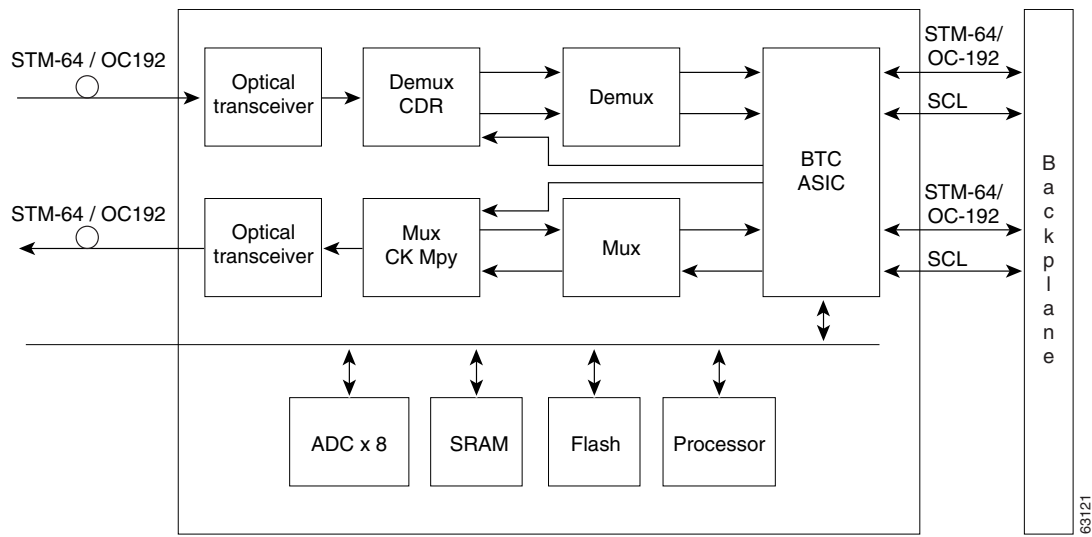 STM-64 / OC192
Optical
transceiver
Demux
CDR
Demux
BTC
ASIC
STM-64/
OC-192
SCL
STM-64 / OC192
Optical
transceiver
Mux
CK Mpy
Mux
STM-64/
OC-192
SCL
Backplane
ADC x 8
SRAM
Flash
Processor
63121